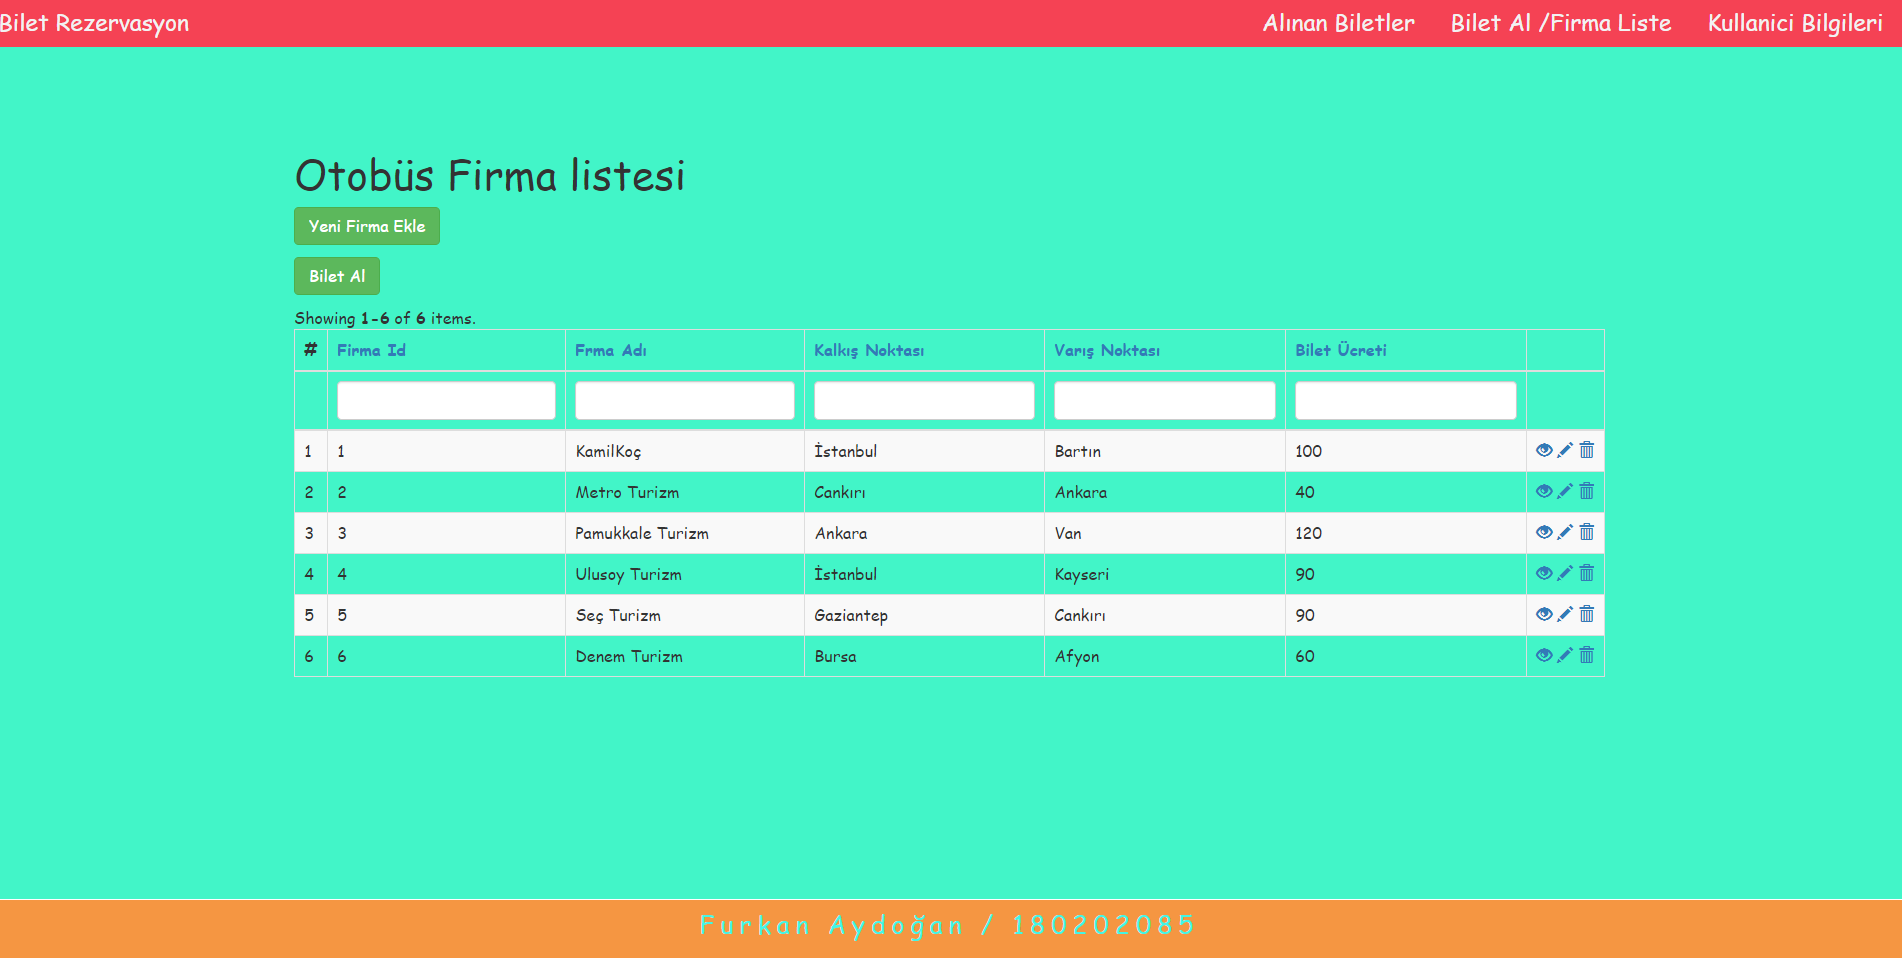 Bilet Rezervasyon Alınan Biletler Bilet Al /Firma Liste Kullanici Bilgileri
Otobüs Firma listesi
Yeni Firma Ekle
Bilet Al
Showing 1-6 of 6 items.
# Firma Id Frma Adı Kalkış Noktası Varış Noktası Bilet Ücreti
1 1 KamilKoç İstanbul Bartın 100
2 2 Metro Turizm Cankırı Ankara 40
3 3 Pamukkale Turizm Ankara Van 120
4 4 Ulusoy Turizm İstanbul Kayseri 90
5 5 Seç Turizm Gaziantep Cankırı 90
6 6 Denem Turizm Bursa Afyon 60
Furkan Aydoğan / 180202085